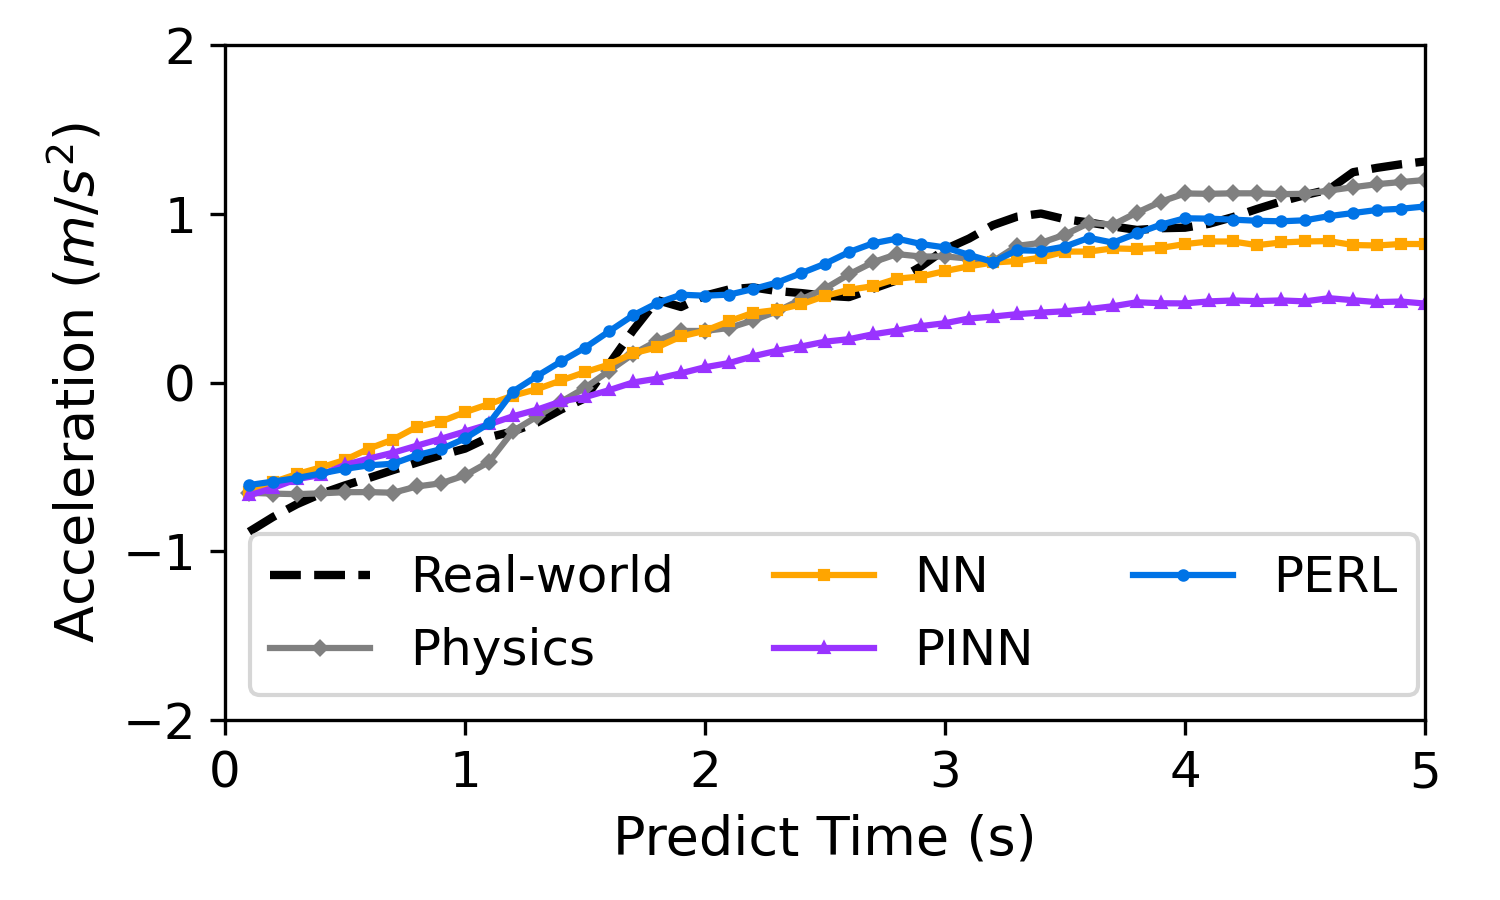 2
1
0
−1
−2
Acceleration (m/s²)
Real-world
Physics
NN
PINN
PERL
0 1 2 3 4 5
Predict Time (s)